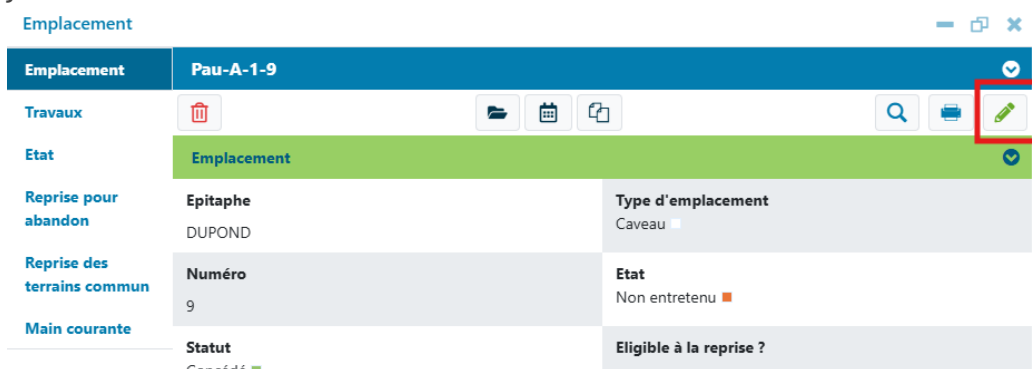 Emplacement
Emplacement
Pau-A-1-9
Travaux
Etat
Emplacement
Reprise pour
abandon
Epitaphe
DUPOND
Type d'emplacement
Caveau
Reprise des
terrains commun
Numéro
9
Etat
Non entretenu
Main courante
Statut
Concédé
Eligible à la reprise ?